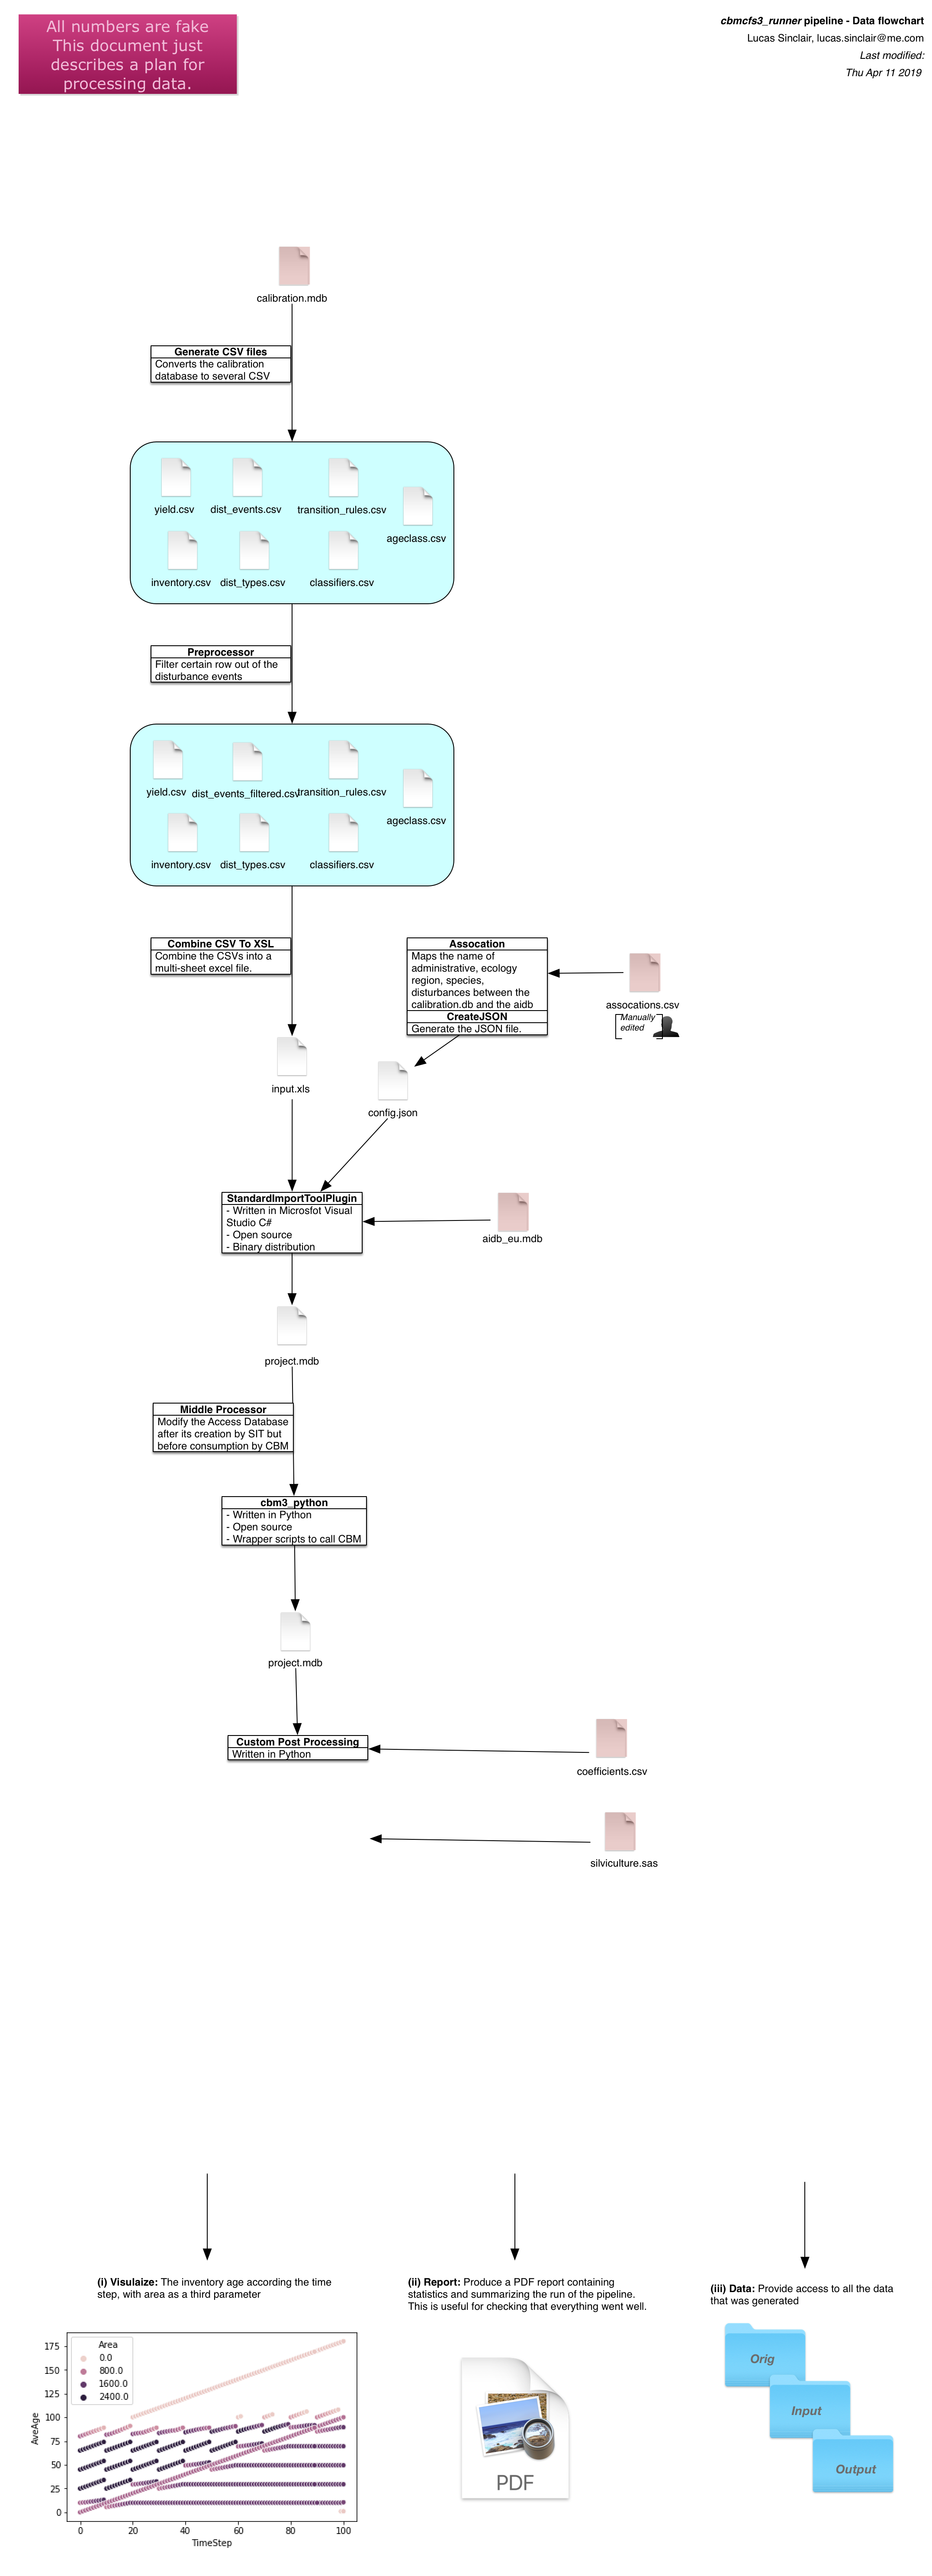 All numbers are fake
This document just
describes a plan for
processing data.
cbmcfs3_runner pipeline - Data flowchart
Lucas Sinclair, lucas.sinclair@me.com
Last modified:
Thu Apr 11 2019
calibration.mdb
Generate CSV files
Converts the calibration
database to several CSV
yield.csv
dist_events.csv
transition_rules.csv
ageclass.csv
inventory.csv
dist_types.csv
classifiers.csv
Preprocessor
Filter certain row out of the
disturbance events
yield.csv
dist_events_filtered.csv
transition_rules.csv
ageclass.csv
inventory.csv
dist_types.csv
classifiers.csv
Combine CSV To XSL
Combine the CSVs into a
multi-sheet excel file.
Assocation
Maps the name of
administrative, ecology
region, species,
disturbances between the
calibration.db and the aidb
CreateJSON
Generate the JSON file.
assocations.csv
Manually
edited
input.xls
config.json
StandardImportToolPlugin
- Written in Microsfot Visual
Studio C#
- Open source
- Binary distribution
aidb_eu.mdb
project.mdb
Middle Processor
Modify the Access Database
after its creation by SIT but
before consumption by CBM
cbm3_python
- Written in Python
- Open source
- Wrapper scripts to call CBM
project.mdb
Custom Post Processing
Written in Python
coefficients.csv
silviculture.sas
(i) Visulaize: The inventory age according the time
step, with area as a third parameter
(ii) Report: Produce a PDF report containing
statistics and summarizing the run of the pipeline.
This is useful for checking that everything went well.
(iii) Data: Provide access to all the data
that was generated
Area
0.0
800.0
1600.0
2400.0
175
150
125
100
75
50
25
0
AveAge
0 20 40 60 80 100
TimeStep
PDF
Orig
Input
Output